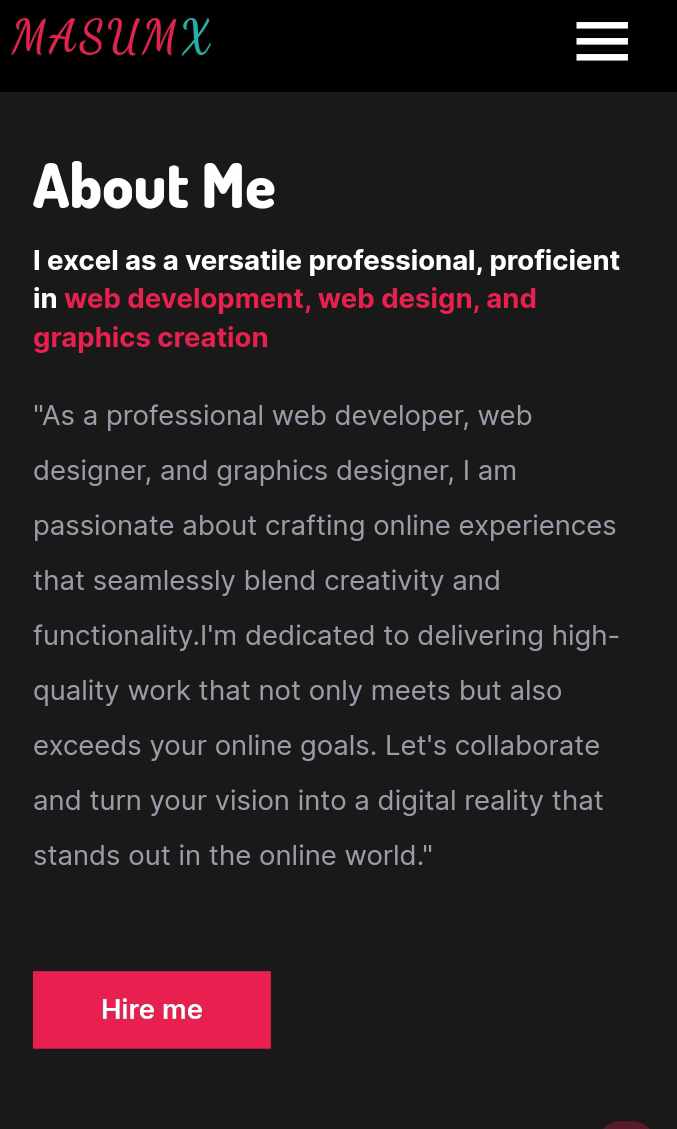 MASUMX
About Me
I excel as a versatile professional, proficient
in web development, web design, and
graphics creation
"As a professional web developer, web
designer, and graphics designer, I am
passionate about crafting online experiences
that seamlessly blend creativity and
functionality.I'm dedicated to delivering high-
quality work that not only meets but also
exceeds your online goals. Let's collaborate
and turn your vision into a digital reality that
stands out in the online world."
Hire me